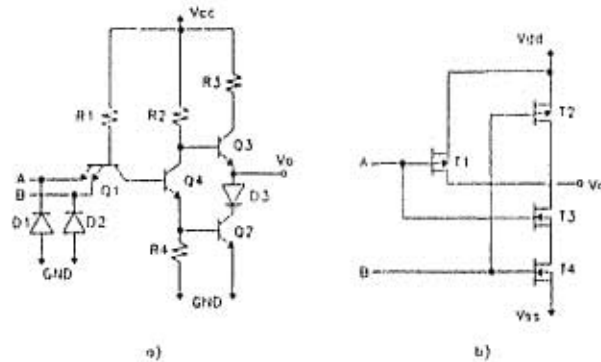 Vcc
R1
R2
R3
Q3
Vo
A
B
Q1
Q4
D3
D1
D2
R4
Q2
GND
GND
a)
Vdd
T2
A
T1
Vo
T3
B
T4
Vss
b)